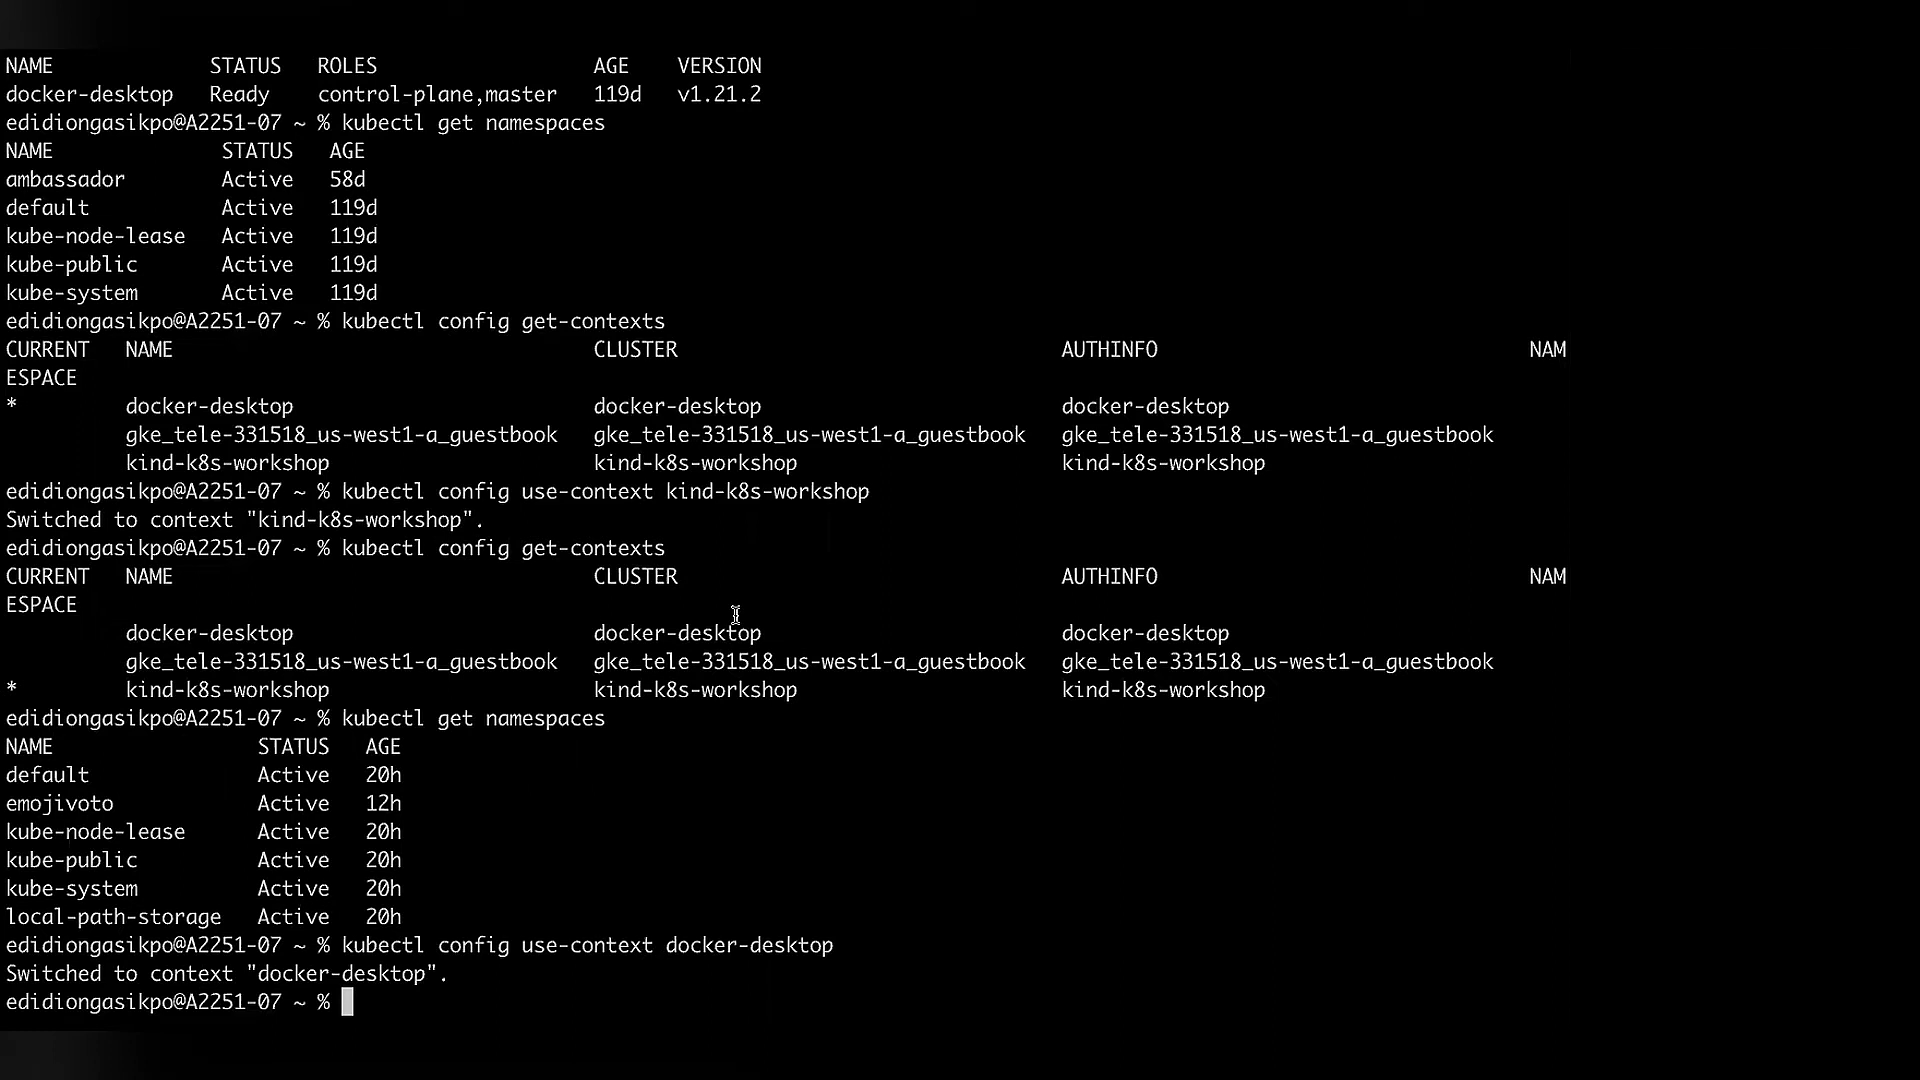 NAME             STATUS   ROLES                  AGE    VERSION
docker-desktop   Ready    control-plane,master   119d   v1.21.2
edidiongasikpo@A2251-07 ~ % kubectl get namespaces
NAME              STATUS   AGE
ambassador        Active   58d
default           Active   119d
kube-node-lease   Active   119d
kube-public       Active   119d
kube-system       Active   119d
edidiongasikpo@A2251-07 ~ % kubectl config get-contexts
CURRENT   NAME                                   CLUSTER                                AUTHINFO                               NAM
ESPACE
*         docker-desktop                         docker-desktop                         docker-desktop
          gke_tele-331518_us-west1-a_guestbook   gke_tele-331518_us-west1-a_guestbook   gke_tele-331518_us-west1-a_guestbook
          kind-k8s-workshop                      kind-k8s-workshop                      kind-k8s-workshop
edidiongasikpo@A2251-07 ~ % kubectl config use-context kind-k8s-workshop
Switched to context "kind-k8s-workshop".
edidiongasikpo@A2251-07 ~ % kubectl config get-contexts
CURRENT   NAME                                   CLUSTER                                AUTHINFO                               NAM
ESPACE
          docker-desktop                         docker-desktop                         docker-desktop
          gke_tele-331518_us-west1-a_guestbook   gke_tele-331518_us-west1-a_guestbook   gke_tele-331518_us-west1-a_guestbook
*         kind-k8s-workshop                      kind-k8s-workshop                      kind-k8s-workshop
edidiongasikpo@A2251-07 ~ % kubectl get namespaces
NAME                 STATUS   AGE
default              Active   20h
emojivoto            Active   12h
kube-node-lease      Active   20h
kube-public          Active   20h
kube-system          Active   20h
local-path-storage   Active   20h
edidiongasikpo@A2251-07 ~ % kubectl config use-context docker-desktop
Switched to context "docker-desktop".
edidiongasikpo@A2251-07 ~ %